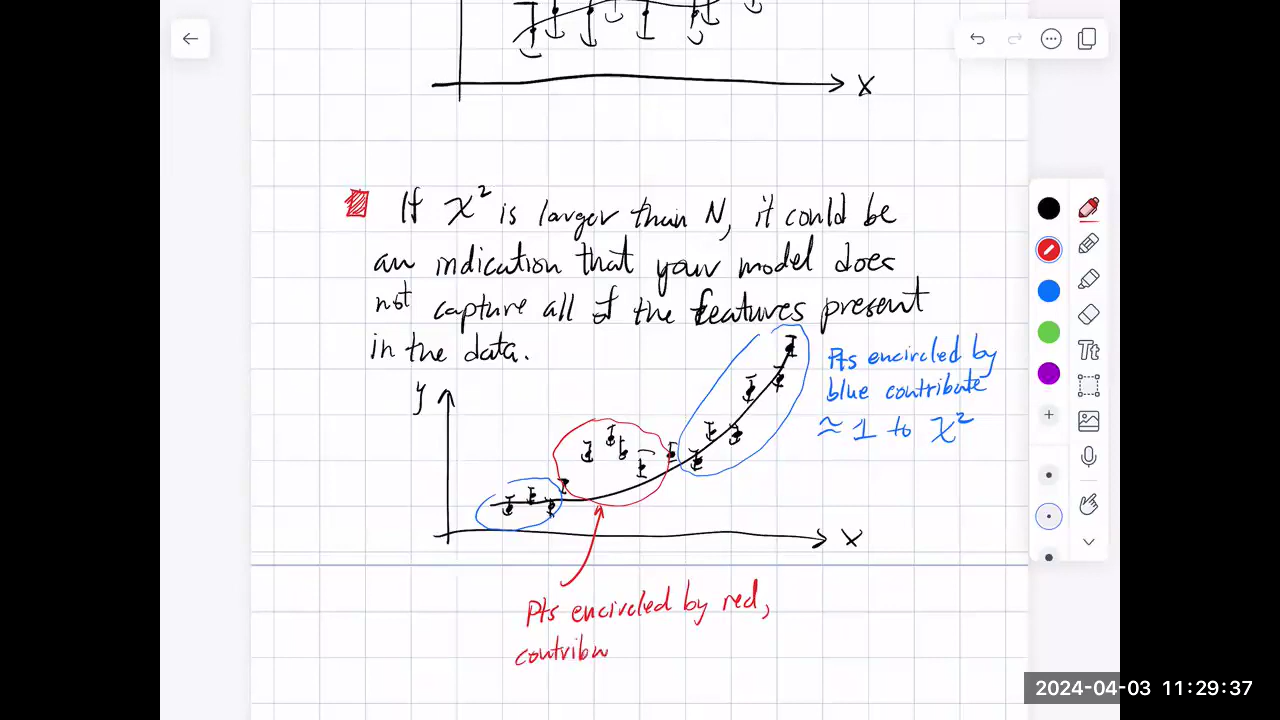 x
If χ² is larger than N, it could be
an indication that your model does
not capture all of the features present
in the data.
Pts encircled by
blue contribute
≈ 1 to χ²
y
x
Pts encircled by red,
contribu
Tt
2024-04-03 11:29:37